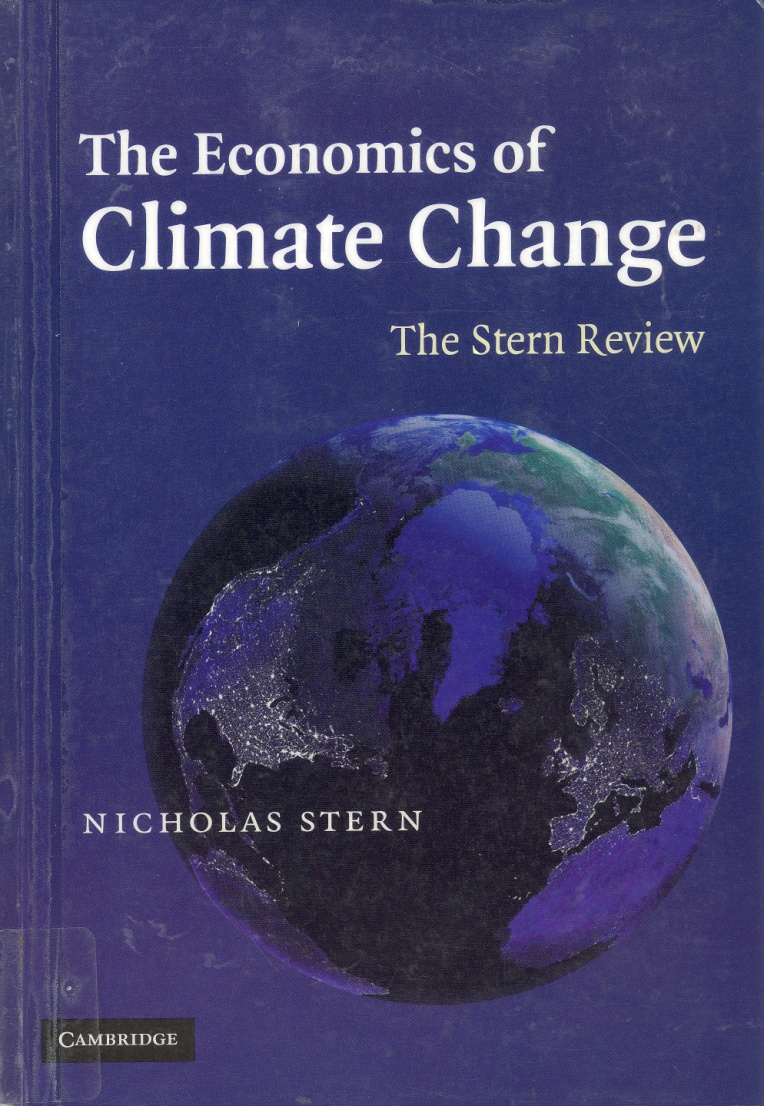 The Economics of
Climate Change
The Stern Review
NICHOLAS STERN
CAMBRIDGE